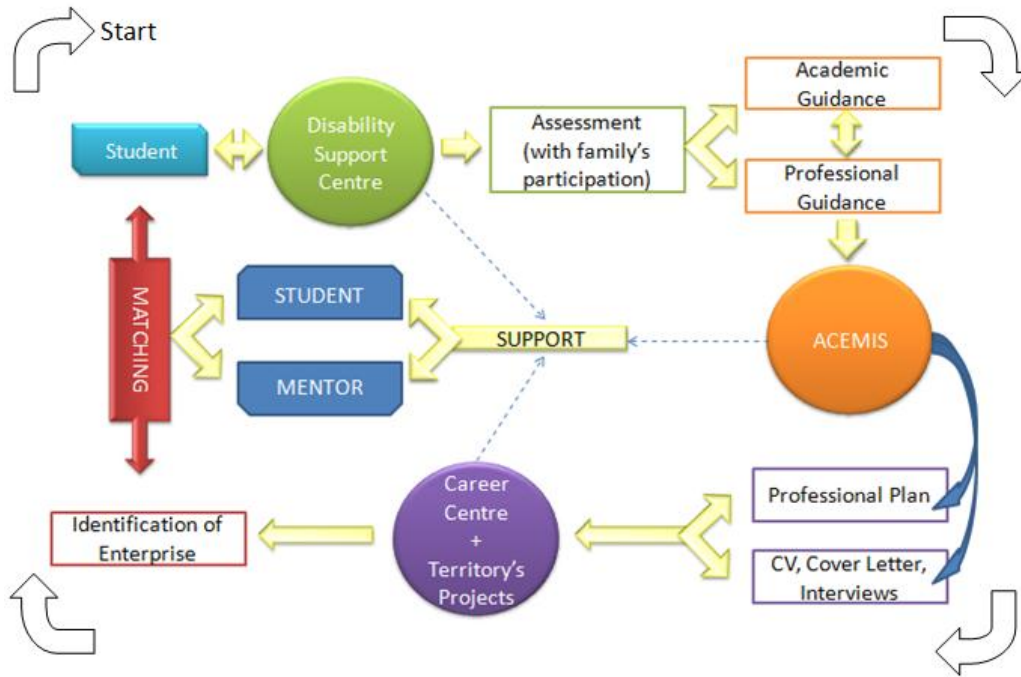 Start
Student
Disability
Support
Centre
Assessment
(with family's
participation)
Academic
Guidance
Professional
Guidance
MATCHING
STUDENT
MENTOR
SUPPORT
ACEMIS
Identification of
Enterprise
Career
Centre
+
Territory's
Projects
Professional Plan
CV, Cover Letter,
Interviews